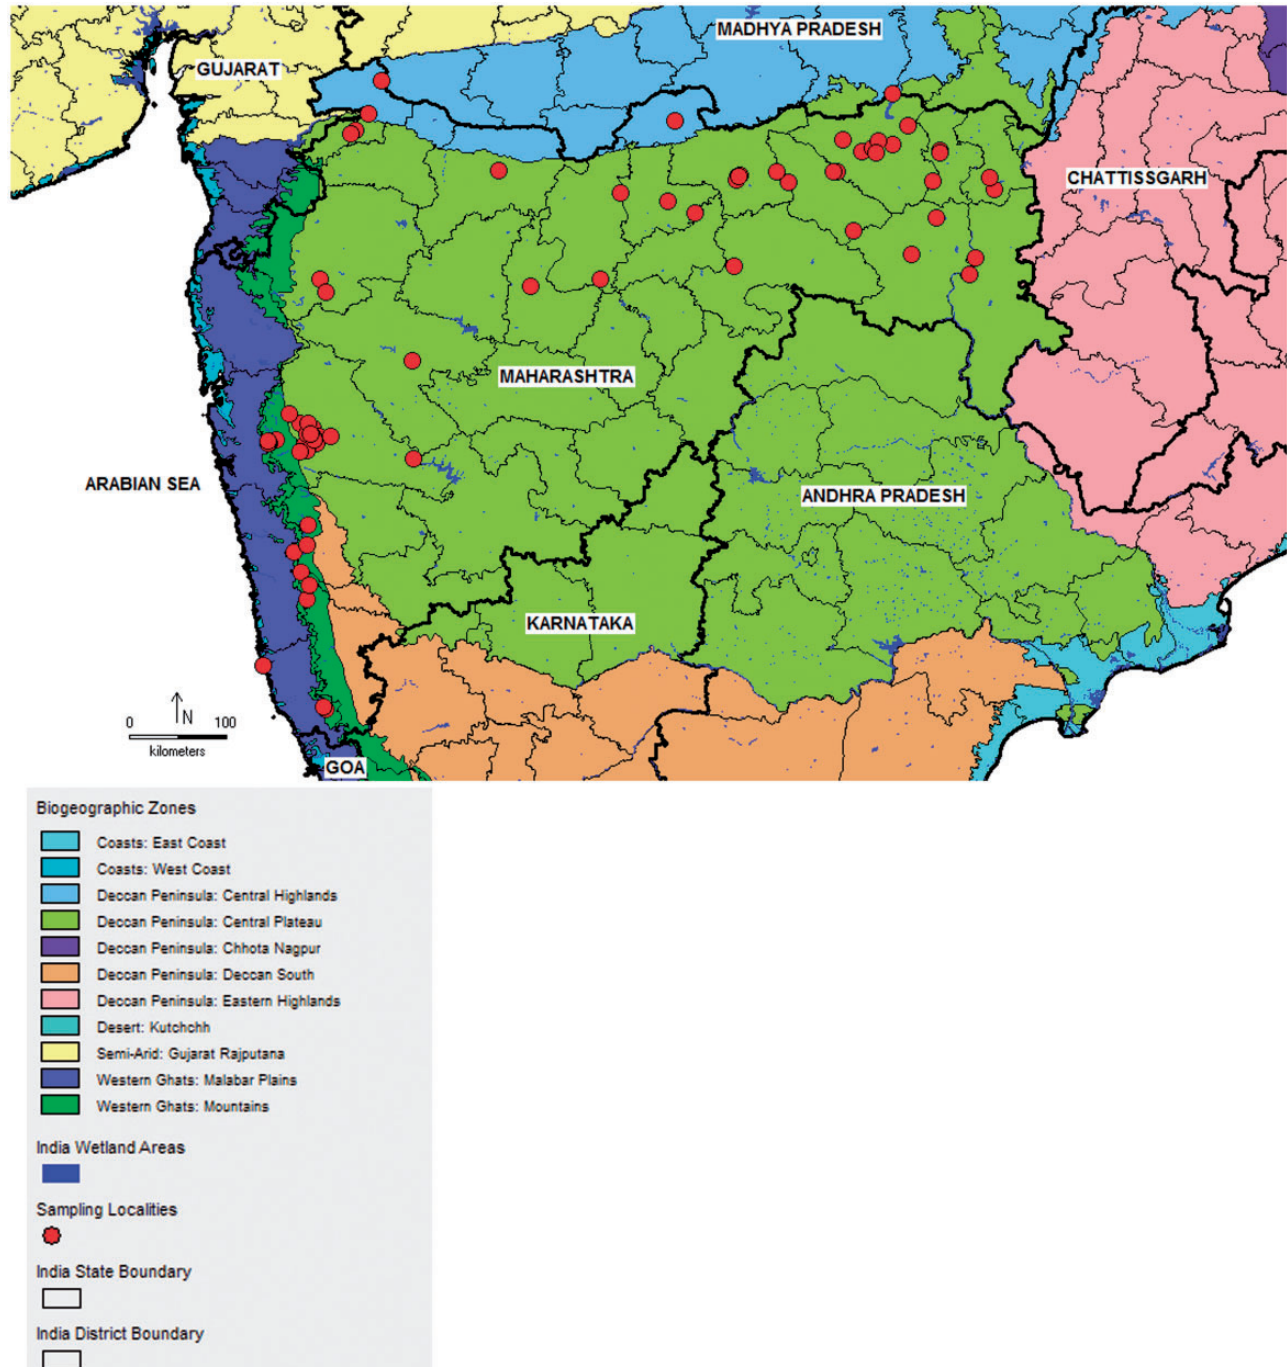 MADHYA PRADESH
GUJARAT
CHATTISSGARH
MAHARASHTRA
ARABIAN SEA
ANDHRA PRADESH
KARNATAKA
N
0 100
kilometers
GOA
Biogeographic Zones
Coasts: East Coast
Coasts: West Coast
Deccan Peninsula: Central Highlands
Deccan Peninsula: Central Plateau
Deccan Peninsula: Chhota Nagpur
Deccan Peninsula: Deccan South
Deccan Peninsula: Eastern Highlands
Desert: Kutchchh
Semi-Arid: Gujarat Rajputana
Western Ghats: Malabar Plains
Western Ghats: Mountains
India Wetland Areas
Sampling Localities
India State Boundary
India District Boundary